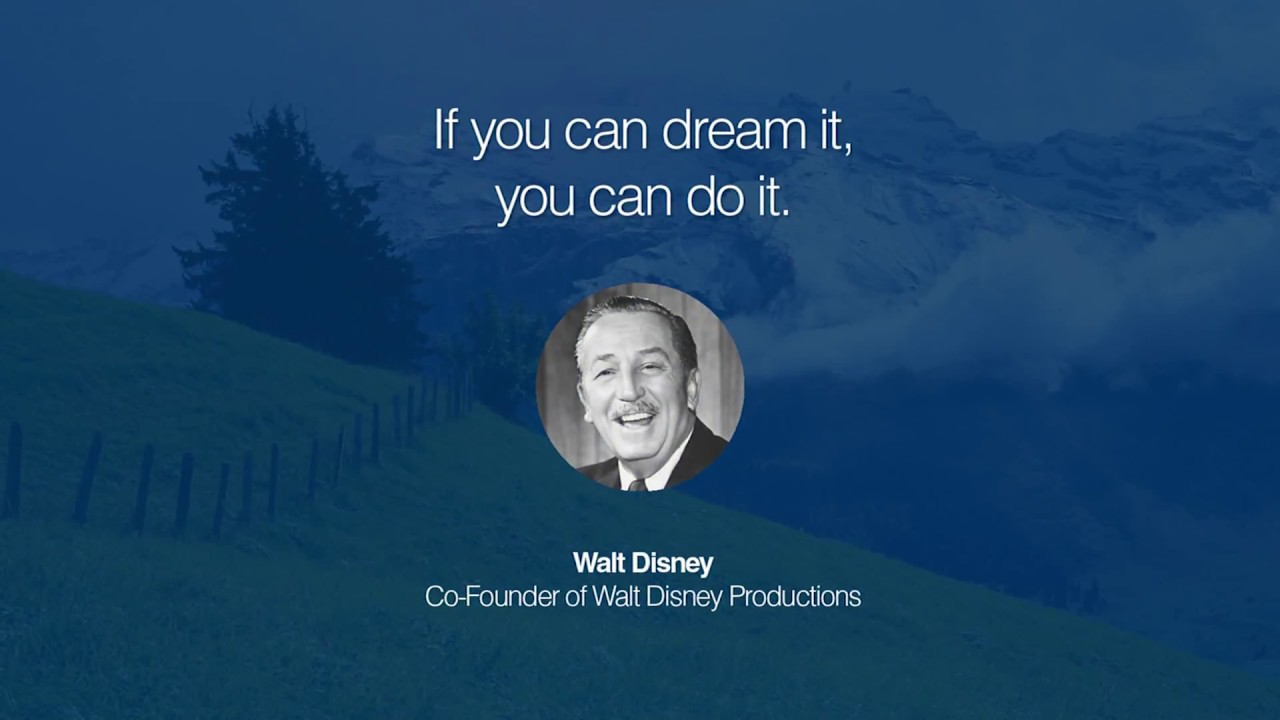 If you can dream it,
you can do it.
Walt Disney
Co-Founder of Walt Disney Productions